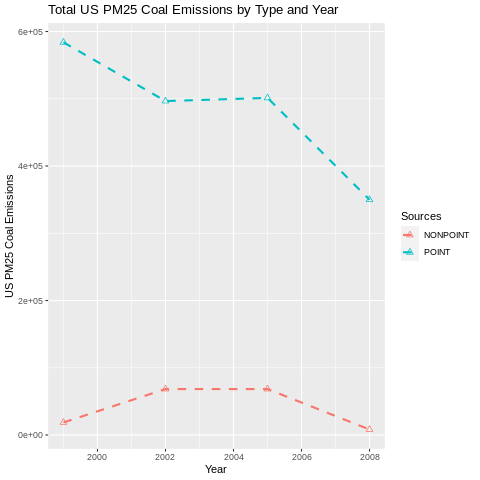 Total US PM25 Coal Emissions by Type and Year
6e+05
4e+05
2e+05
0e+00
US PM25 Coal Emissions
2000
2002
2004
2006
2008
Year
Sources
NONPOINT
POINT